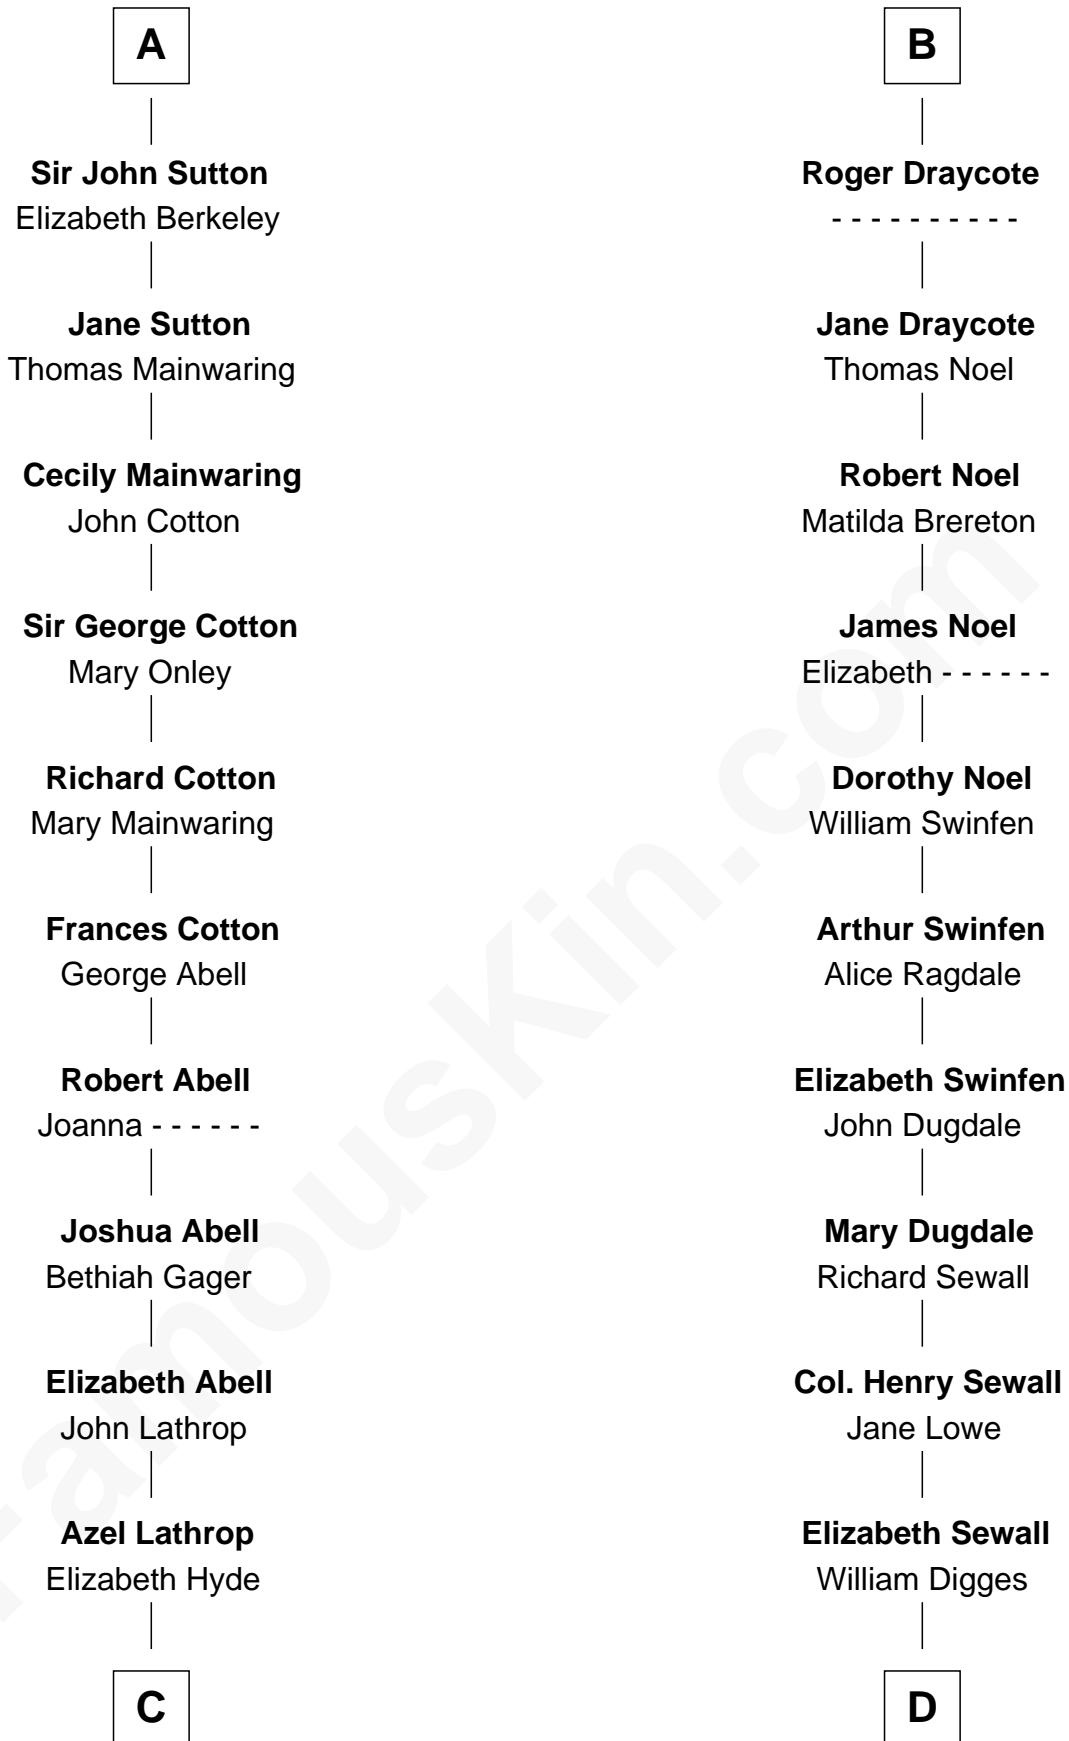 A
Sir John Sutton
Elizabeth Berkeley
Jane Sutton
Thomas Mainwaring
Cecily Mainwaring
John Cotton
Sir George Cotton
Mary Onley
Richard Cotton
Mary Mainwaring
Frances Cotton
George Abell
Robert Abell
Joanna - - - - - -
Joshua Abell
Bethiah Gager
Elizabeth Abell
John Lathrop
Azel Lathrop
Elizabeth Hyde
C
B
Roger Draycote
- - - - - - - - - -
Jane Draycote
Thomas Noel
Robert Noel
Matilda Brereton
James Noel
Elizabeth - - - - - -
Dorothy Noel
William Swinfen
Arthur Swinfen
Alice Ragdale
Elizabeth Swinfen
John Dugdale
Mary Dugdale
Richard Sewall
Col. Henry Sewall
Jane Lowe
Elizabeth Sewall
William Digges
D
FamousKin.com